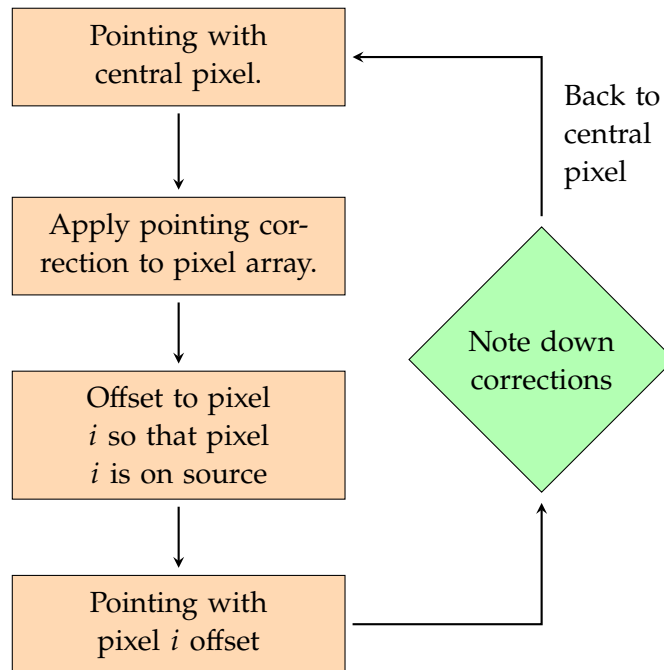 Pointing with
central pixel.
Apply pointing cor-
rection to pixel array.
Offset to pixel
i so that pixel
i is on source
Pointing with
pixel i offset
Note down
corrections
Back to
central
pixel